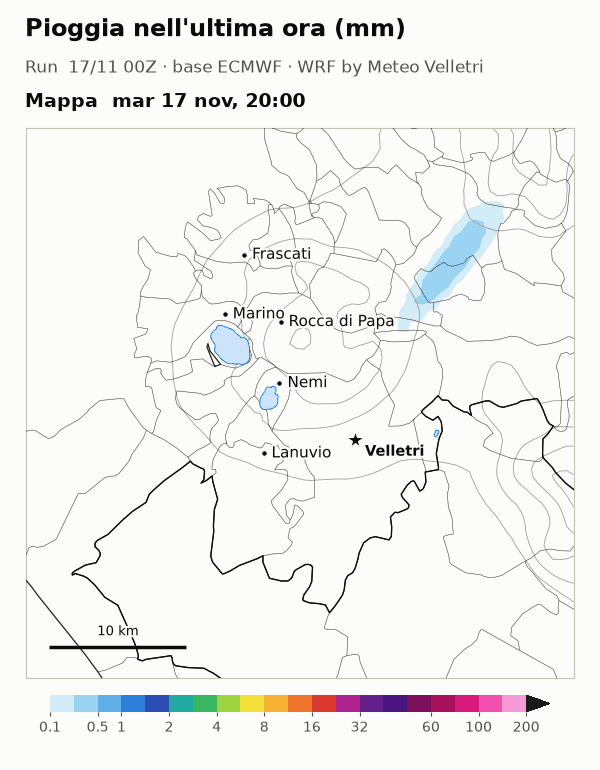 Pioggia nell'ultima ora (mm)
Run  17/11 00Z · base ECMWF · WRF by Meteo Velletri
Mappa  mar 17 nov, 20:00
Frascati
Marino
Rocca di Papa
Nemi
Velletri
Lanuvio
10 km
0.1 0.5 1 2 4 8 16 32 60 100 200